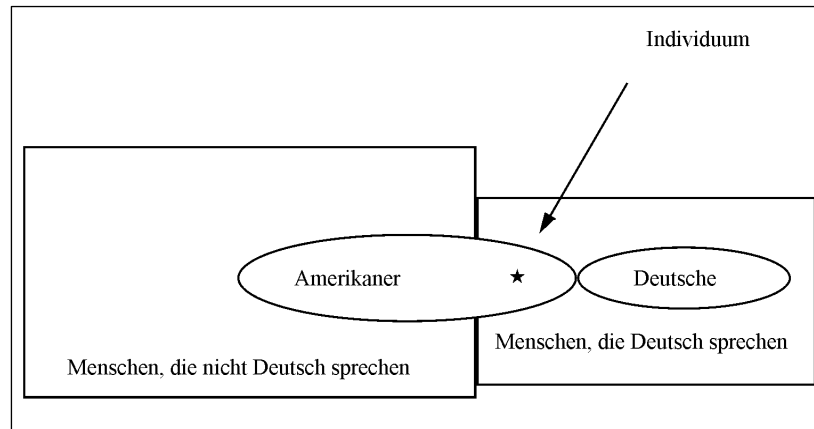 Individuum
Amerikaner
Deutsche
Menschen, die Deutsch sprechen
Menschen, die nicht Deutsch sprechen